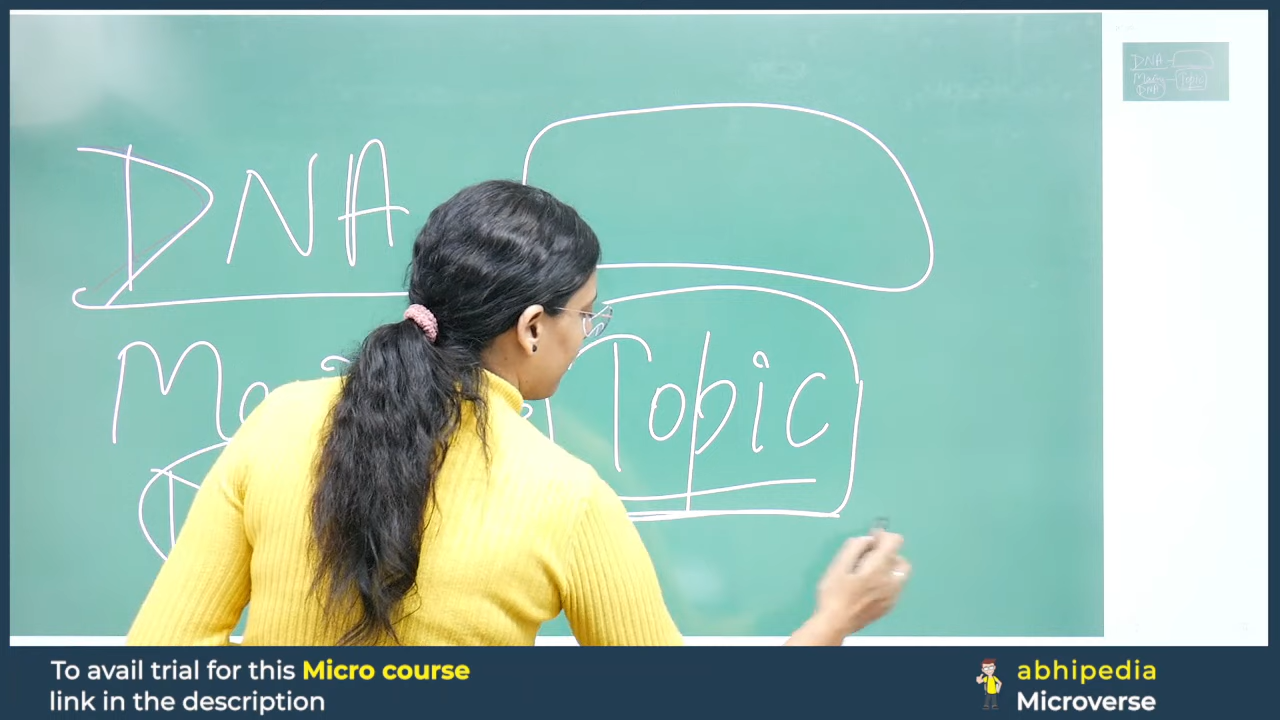 DNA
Topic
To avail trial for this Micro course
link in the description
abhipedia
Microverse